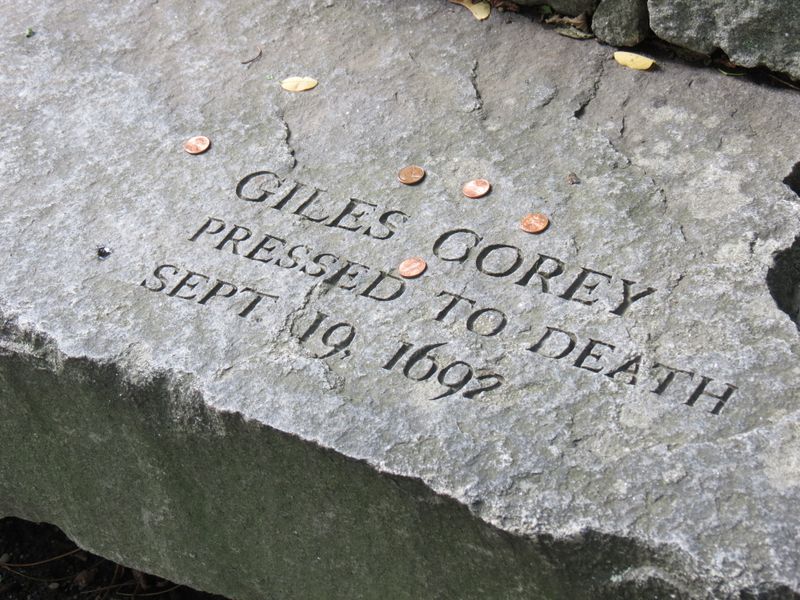 GILES COREY
PRESSED TO DEATH
SEPT. 19, 1692